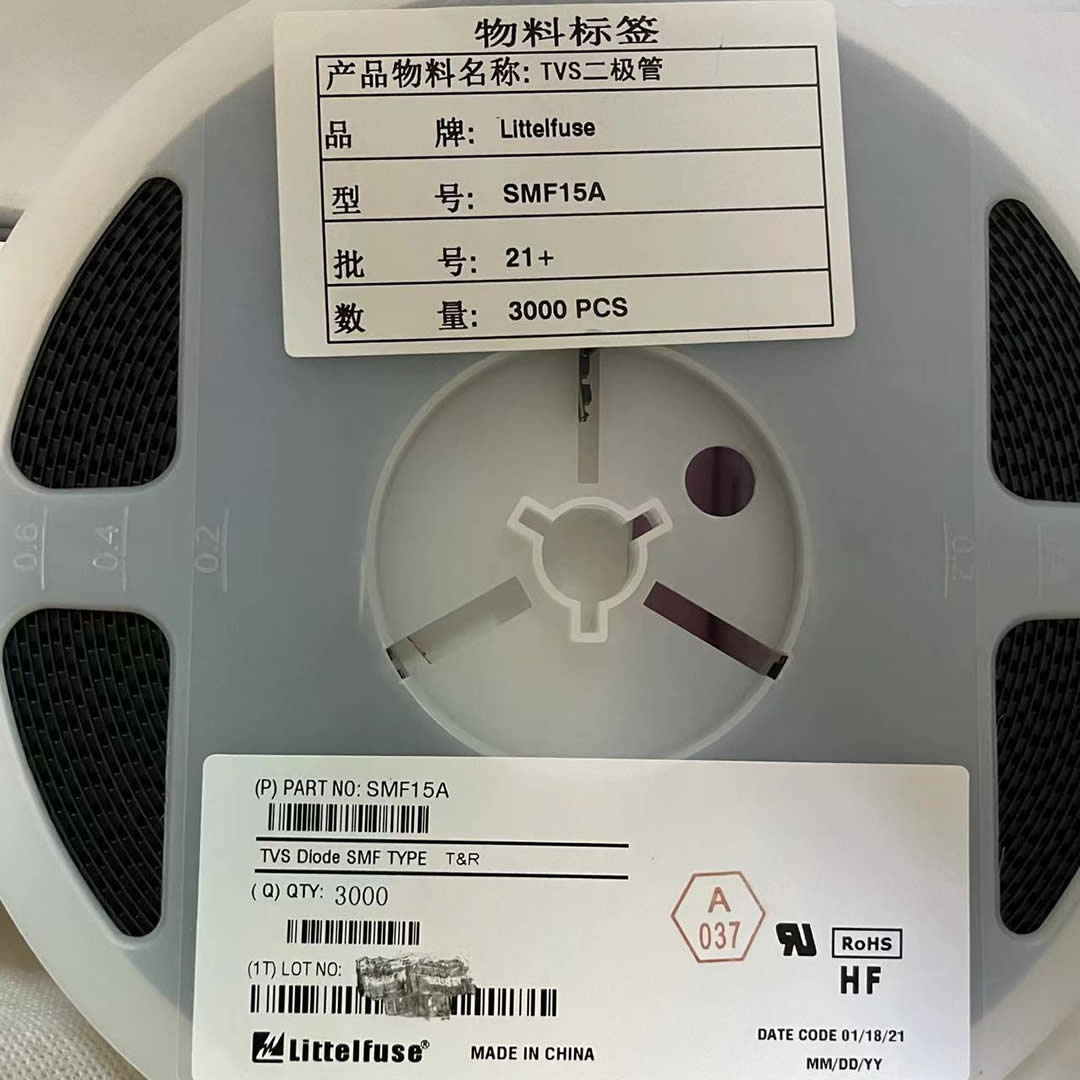 物料标签
产品物料名称: TVS二极管
品 牌: Littelfuse
型 号: SMF15A
批 号: 21+
数 量: 3000 PCS
0.6 0.4 0.2
0.2
(P) PART NO: SMF15A
TVS Diode SMF TYPE T&R
(Q) QTY: 3000
A
037
RU
RoHS
HF
(1T) LOT NO:
Littelfuse®
MADE IN CHINA
DATE CODE 01/18/21
MM/DD/YY